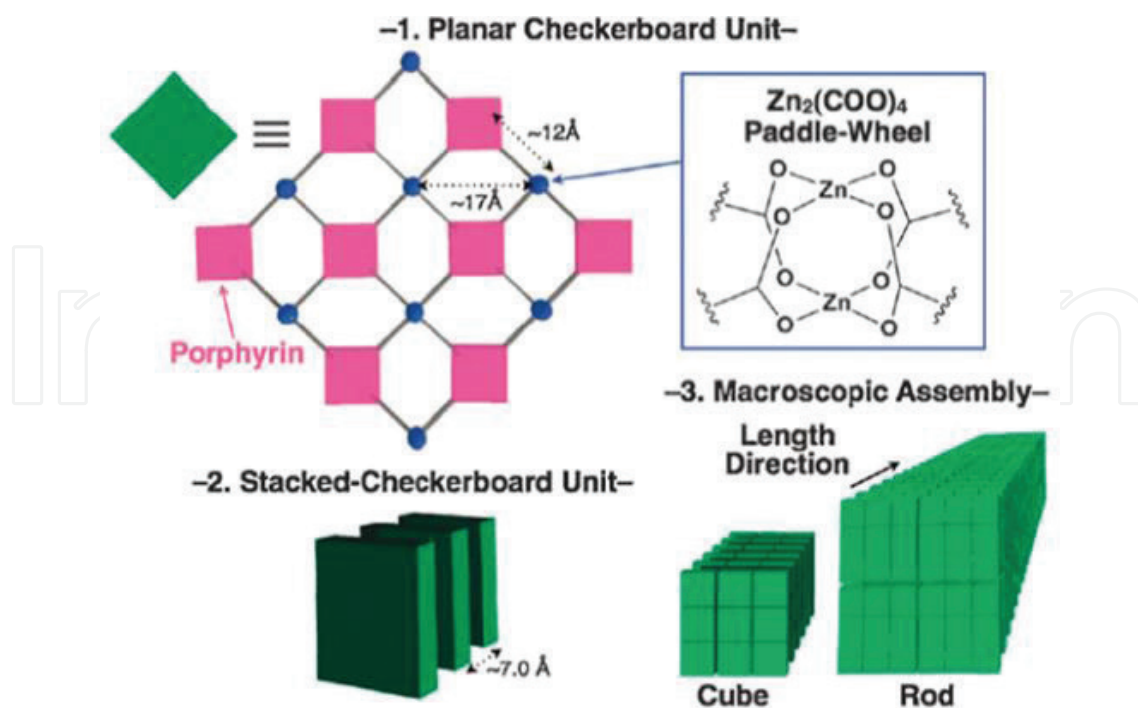 –1. Planar Checkerboard Unit–
~12Å
~17Å
Porphyrin
Zn₂(COO)₄
Paddle-Wheel
O O
Zn
O O
O O
Zn
O O
–2. Stacked-Checkerboard Unit–
~7.0 Å
–3. Macroscopic Assembly–
Length
Direction
Cube
Rod